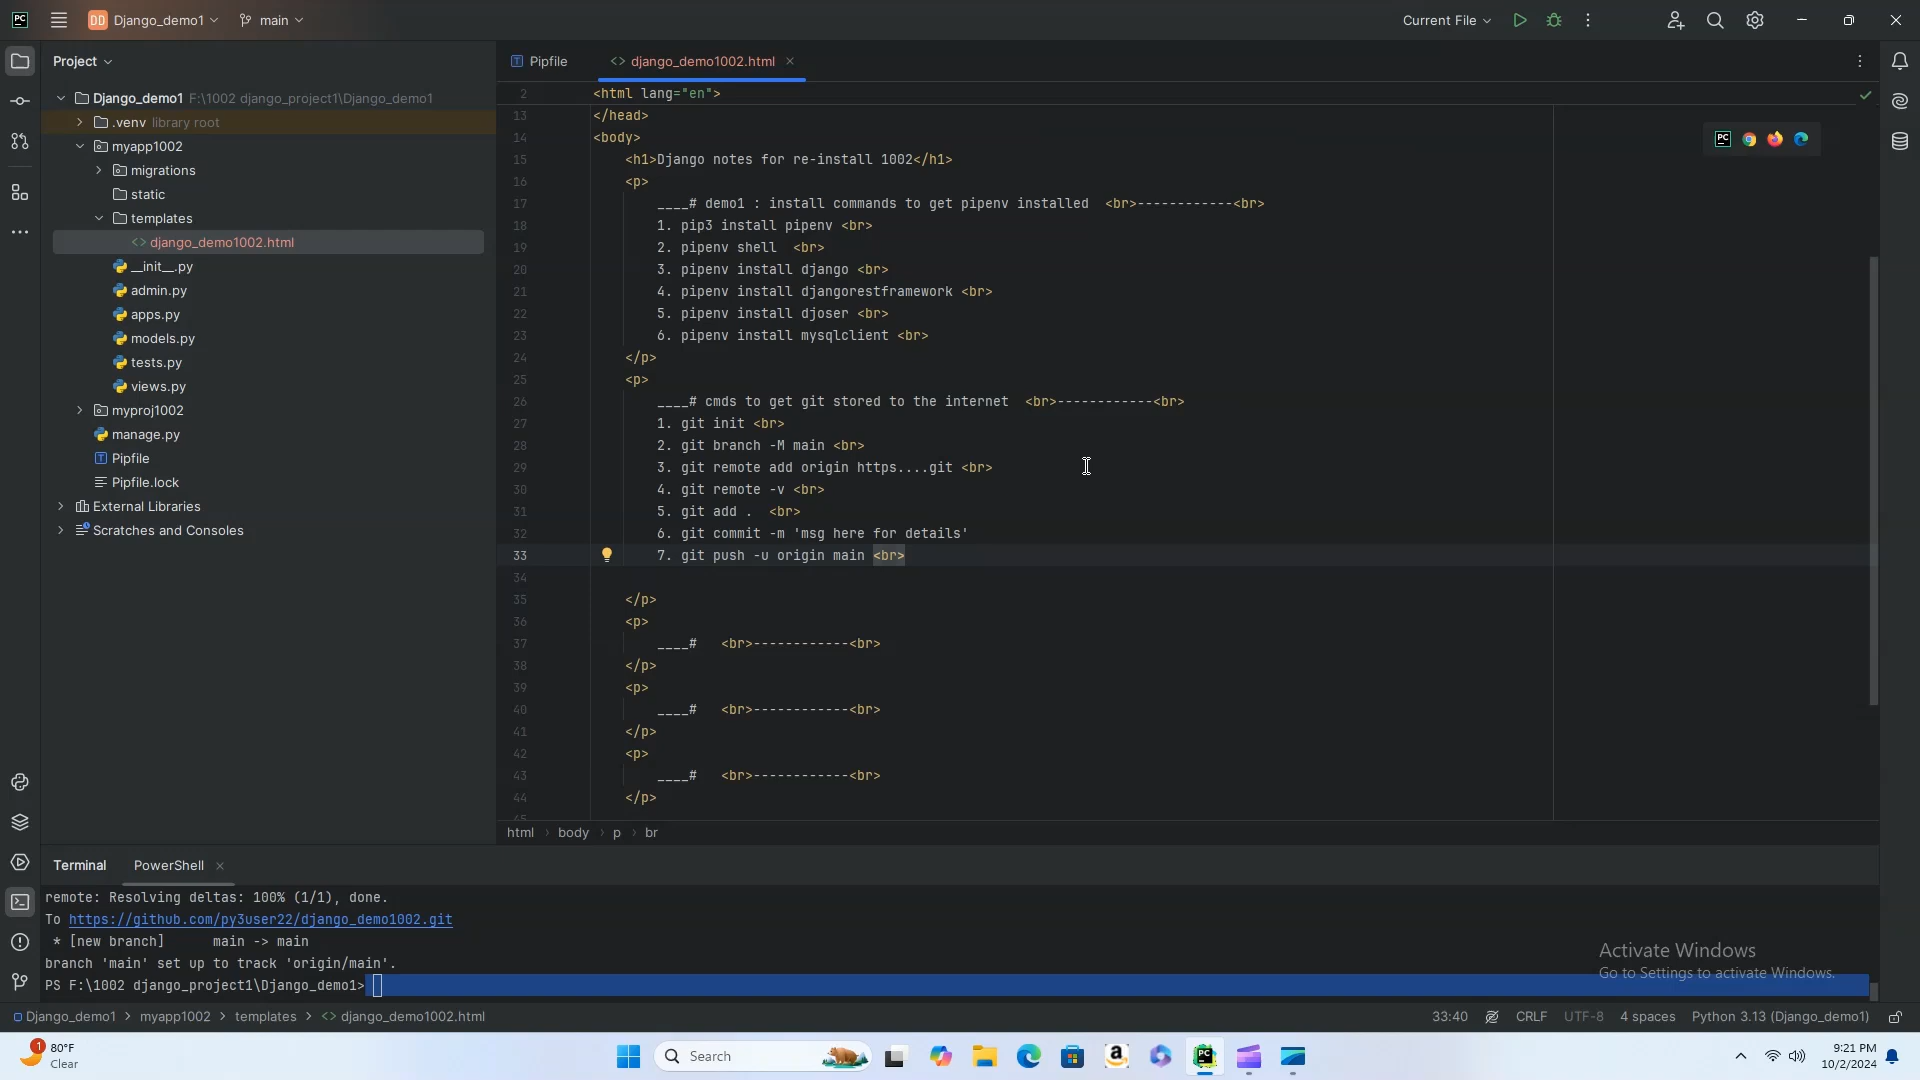 PC
DD Django_demo1
main
Current File
Project
Pipfile
<> django_demo1002.html
Django_demo1 F:\1002 django_project1\Django_demo1
.venv library root
myapp1002
migrations
static
templates
<> django_demo1002.html
__init__.py
admin.py
apps.py
models.py
tests.py
views.py
myproj1002
manage.py
Pipfile
Pipfile.lock
External Libraries
Scratches and Consoles
2 <html lang="en">
13 </head>
14 <body>
15 <h1>Django notes for re-install 1002</h1>
16 <p>
17 ____# demo1 : install commands to get pipenv installed <br>------------<br>
18 1. pip3 install pipenv <br>
19 2. pipenv shell <br>
20 3. pipenv install django <br>
21 4. pipenv install djangorestframework <br>
22 5. pipenv install djoser <br>
23 6. pipenv install mysqlclient <br>
24 </p>
25 <p>
26 ____# cmds to get git stored to the internet <br>------------<br>
27 1. git init <br>
28 2. git branch -M main <br>
29 3. git remote add origin https....git <br>
30 4. git remote -v <br>
31 5. git add . <br>
32 6. git commit -m 'msg here for details'
33 7. git push -u origin main <br>
34
35 </p>
36 <p>
37 ____# <br>------------<br>
38 </p>
39 <p>
40 ____# <br>------------<br>
41 </p>
42 <p>
43 ____# <br>------------<br>
44 </p>
html > body > p > br
Terminal PowerShell
remote: Resolving deltas: 100% (1/1), done.
To https://github.com/py3user22/django_demo1002.git
* [new branch] main -> main
branch 'main' set up to track 'origin/main'.
PS F:\1002 django_project1\Django_demo1>
Activate Windows
Go to Settings to activate Windows.
Django_demo1 > myapp1002 > templates > <> django_demo1002.html
33:40 CRLF UTF-8 4 spaces Python 3.13 (Django_demo1)
1
80°F
Clear
Search
9:21 PM
10/2/2024